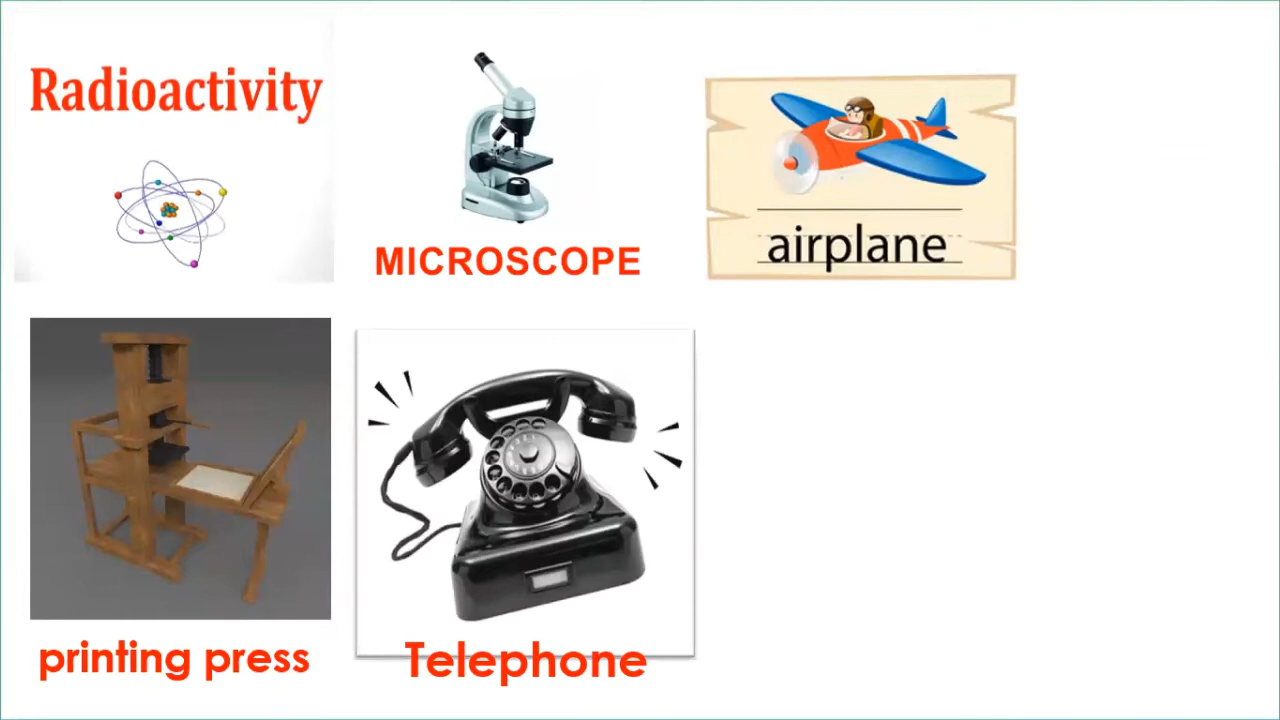 Radioactivity
MICROSCOPE
airplane
printing press
Telephone